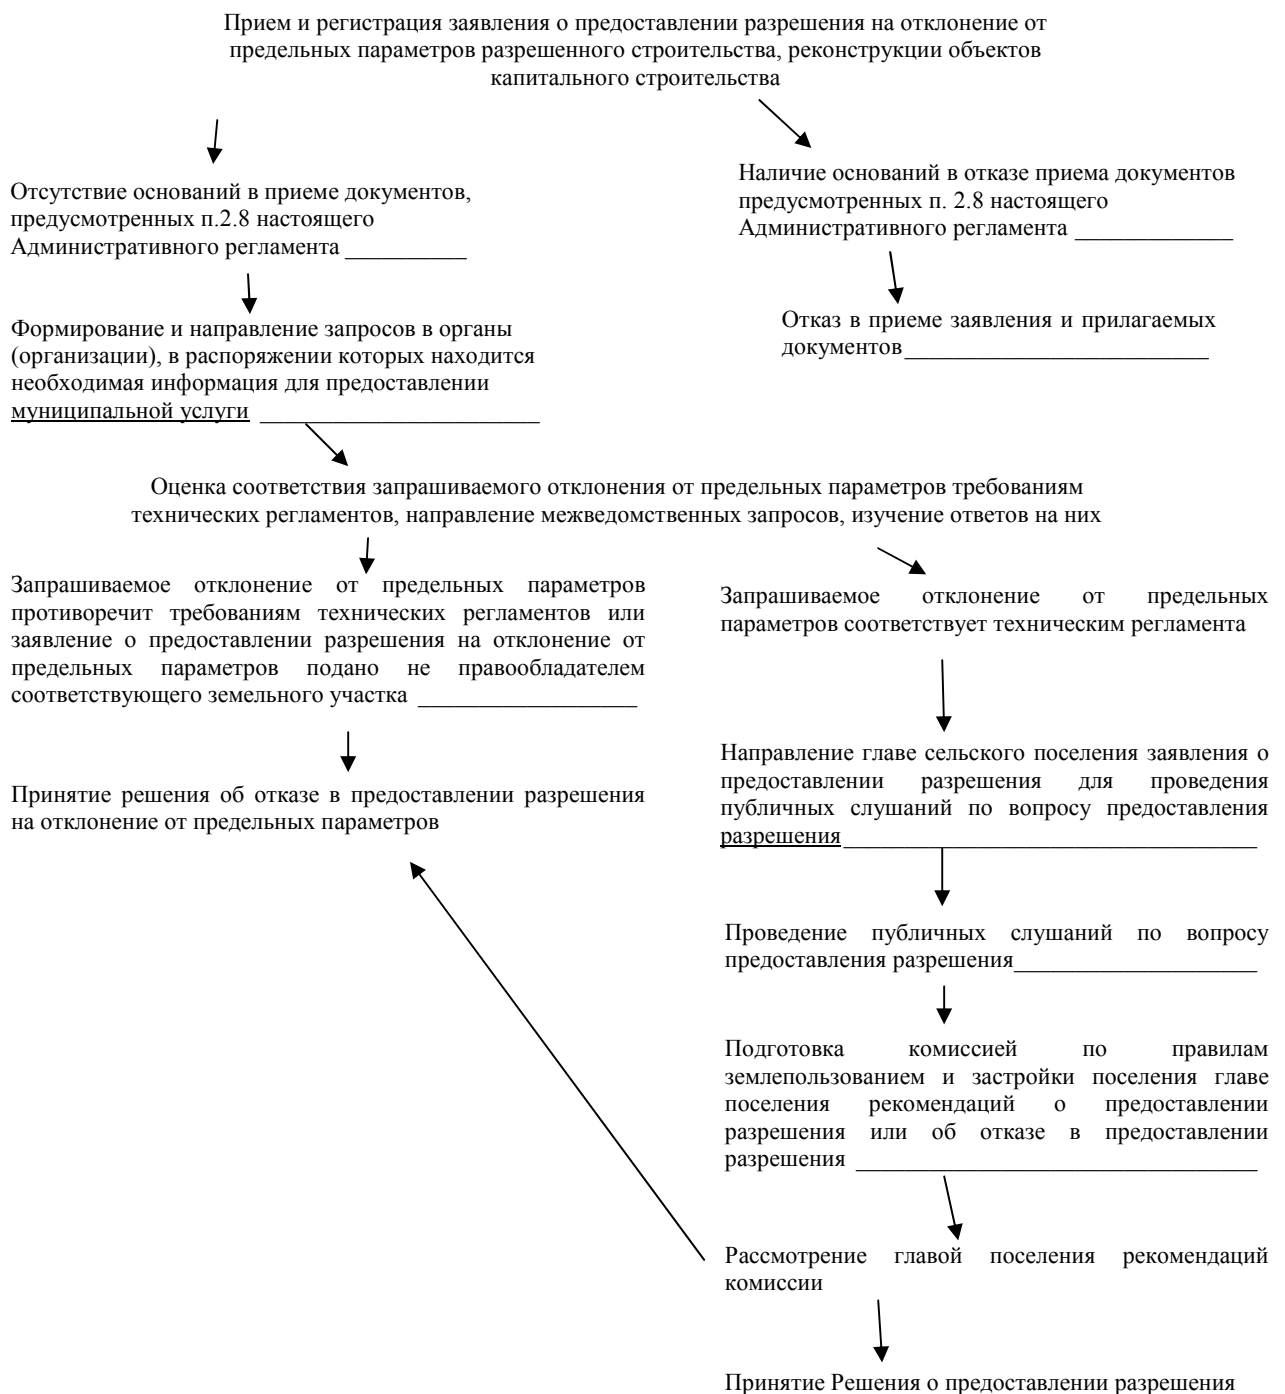 Прием и регистрация заявления о предоставлении разрешения на отклонение от
предельных параметров разрешенного строительства, реконструкции объектов
капитального строительства
Отсутствие оснований в приеме документов,
предусмотренных п.2.8 настоящего
Административного регламента __________
Наличие оснований в отказе приема документов
предусмотренных п. 2.8 настоящего
Административного регламента _____________
Формирование и направление запросов в органы
(организации), в распоряжении которых находится
необходимая информация для предоставлении
муниципальной услуги _______________________
Отказ в приеме заявления и прилагаемых
документов_________________________
Оценка соответствия запрашиваемого отклонения от предельных параметров требованиям
технических регламентов, направление межведомственных запросов, изучение ответов на них
Запрашиваемое отклонение от предельных параметров
противоречит требованиям технических регламентов или
заявление о предоставлении разрешения на отклонение от
предельных параметров подано не правообладателем
соответствующего земельного участка __________________
Запрашиваемое отклонение от предельных
параметров соответствует техническим регламента
Принятие решения об отказе в предоставлении разрешения
на отклонение от предельных параметров
Направление главе сельского поселения заявления о
предоставлении разрешения для проведения
публичных слушаний по вопросу предоставления
разрешения__________________________________
Проведение публичных слушаний по вопросу
предоставления разрешения____________________
Подготовка комиссией по правилам
землепользованием и застройки поселения главе
поселения рекомендаций о предоставлении
разрешения или об отказе в предоставлении
разрешения _________________________________
Рассмотрение главой поселения рекомендаций
комиссии
Принятие Решения о предоставлении разрешения